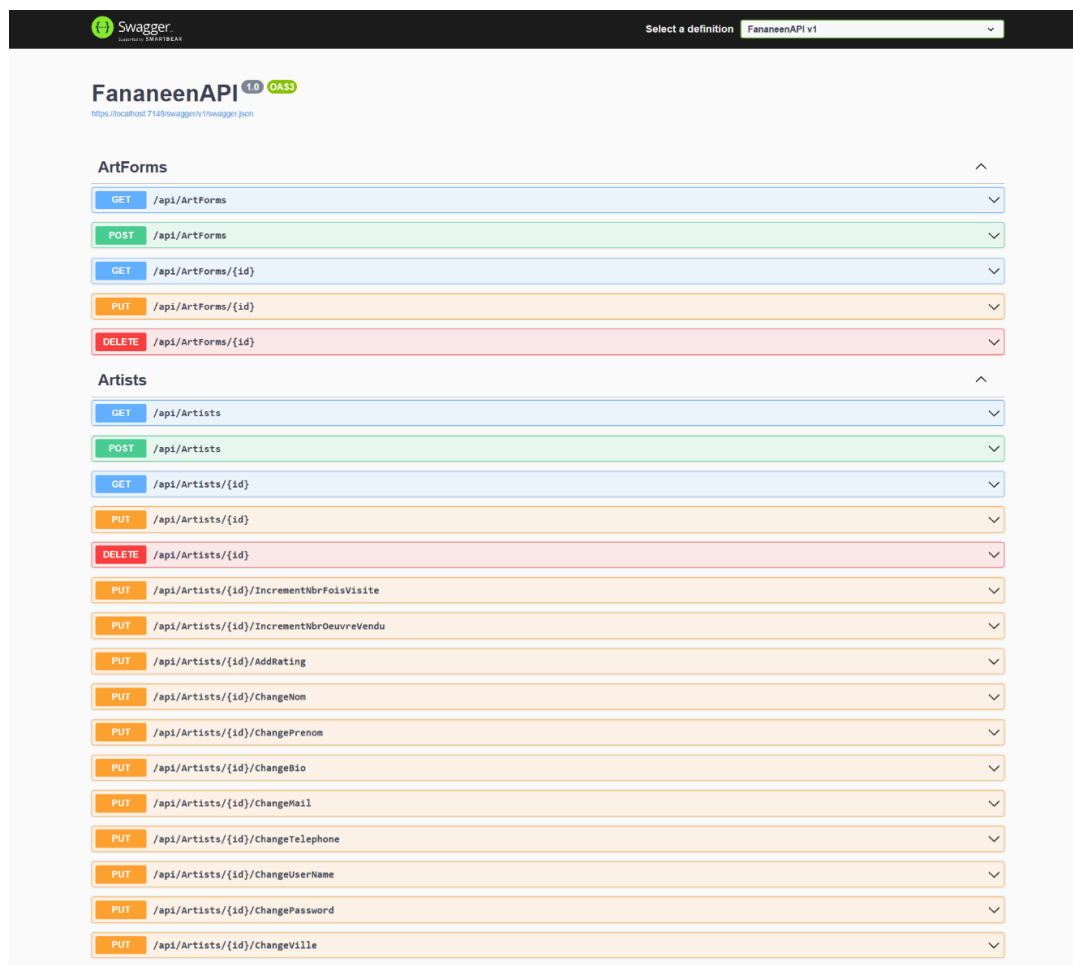 Swagger.
Supported by SMARTBEAR
Select a definition
FananeenAPI v1
FananeenAPI 1.0 OAS3
https://localhost:7148/swagger/v1/swagger.json
ArtForms
GET /api/ArtForms
POST /api/ArtForms
GET /api/ArtForms/{id}
PUT /api/ArtForms/{id}
DELETE /api/ArtForms/{id}
Artists
GET /api/Artists
POST /api/Artists
GET /api/Artists/{id}
PUT /api/Artists/{id}
DELETE /api/Artists/{id}
PUT /api/Artists/{id}/IncrementNbrFoisVisite
PUT /api/Artists/{id}/IncrementNbrOeuvreVendu
PUT /api/Artists/{id}/AddRating
PUT /api/Artists/{id}/ChangeNom
PUT /api/Artists/{id}/ChangePrenom
PUT /api/Artists/{id}/ChangeBio
PUT /api/Artists/{id}/ChangeMail
PUT /api/Artists/{id}/ChangeTelephone
PUT /api/Artists/{id}/ChangeUserName
PUT /api/Artists/{id}/ChangePassword
PUT /api/Artists/{id}/ChangeVille